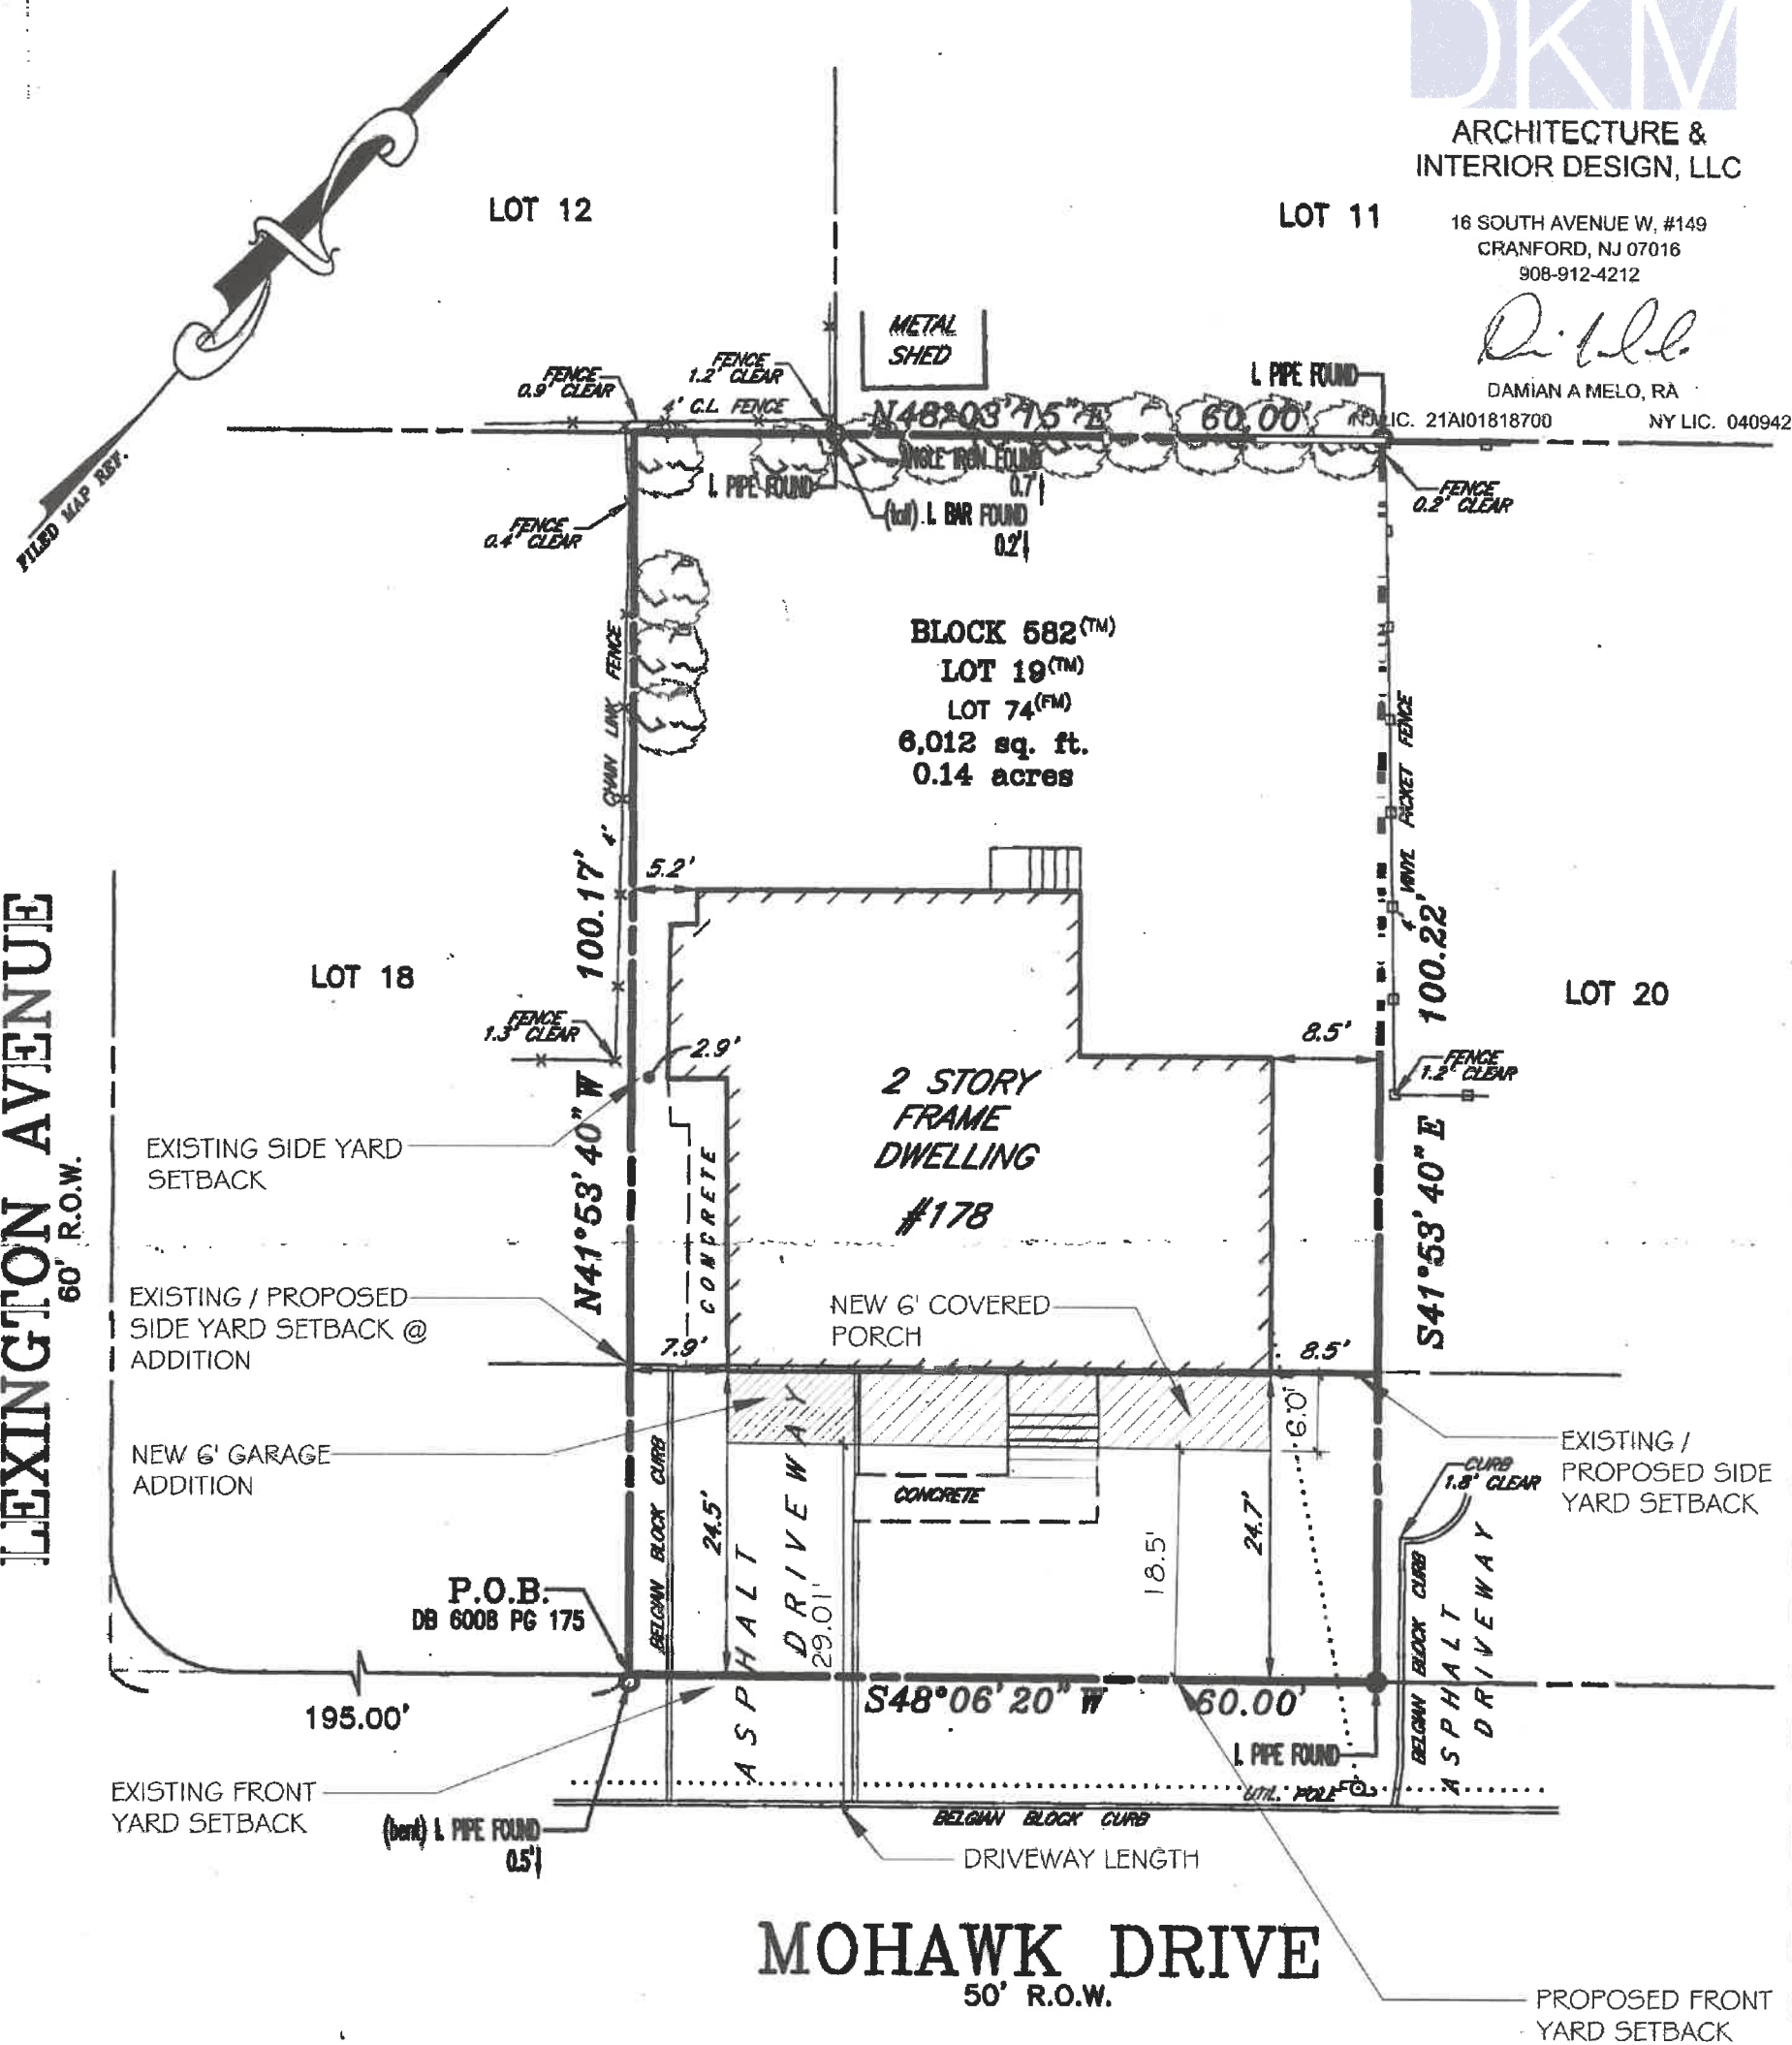 DKM
ARCHITECTURE &
INTERIOR DESIGN, LLC
16 SOUTH AVENUE W, #149
CRANFORD, NJ 07016
908-912-4212
DAMIAN A MELO, RA
LIC. 21AI01818700
NY LIC. 040942
FILED MAP REF.
LOT 12
LOT 11
METAL
SHED
FENCE
0.9' CLEAR
FENCE
1.2' CLEAR
4' C.L. FENCE
I. PIPE FOUND
N48°03'15"E
60.00'
ANGLE IRON FOUND
0.7'
I. PIPE FOUND
(tall) I. BAR FOUND
0.2'
FENCE
0.4' CLEAR
FENCE
0.2' CLEAR
BLOCK 582(TM)
LOT 19(TM)
LOT 74(FM)
6,012 sq. ft.
0.14 acres
4' CHAIN LINK FENCE
4' VINYL PICKET FENCE
N41°53'40"W 100.17'
S41°53'40"E 100.22'
5.2'
LOT 18
LOT 20
FENCE
1.3' CLEAR
2.9'
8.5'
FENCE
1.2' CLEAR
2 STORY
FRAME
DWELLING
#178
LEXINGTON AVENUE
60' R.O.W.
EXISTING SIDE YARD
SETBACK
CONCRETE
EXISTING / PROPOSED
SIDE YARD SETBACK @
ADDITION
NEW 6' COVERED
PORCH
7.9'
8.5'
6.0'
NEW 6' GARAGE
ADDITION
EXISTING /
PROPOSED SIDE
YARD SETBACK
CURB
1.8' CLEAR
CONCRETE
BELGIAN BLOCK CURB
24.5'
ASPHALT
DRIVEWAY
29.01'
18.5'
24.7'
BELGIAN BLOCK CURB
ASPHALT
DRIVEWAY
P.O.B.
DB 6008 PG 175
195.00'
S48°06'20"W
60.00'
I. PIPE FOUND
UTIL. POLE
EXISTING FRONT
YARD SETBACK
(bent) I. PIPE FOUND
0.5'
BELGIAN BLOCK CURB
DRIVEWAY LENGTH
MOHAWK DRIVE
50' R.O.W.
PROPOSED FRONT
YARD SETBACK